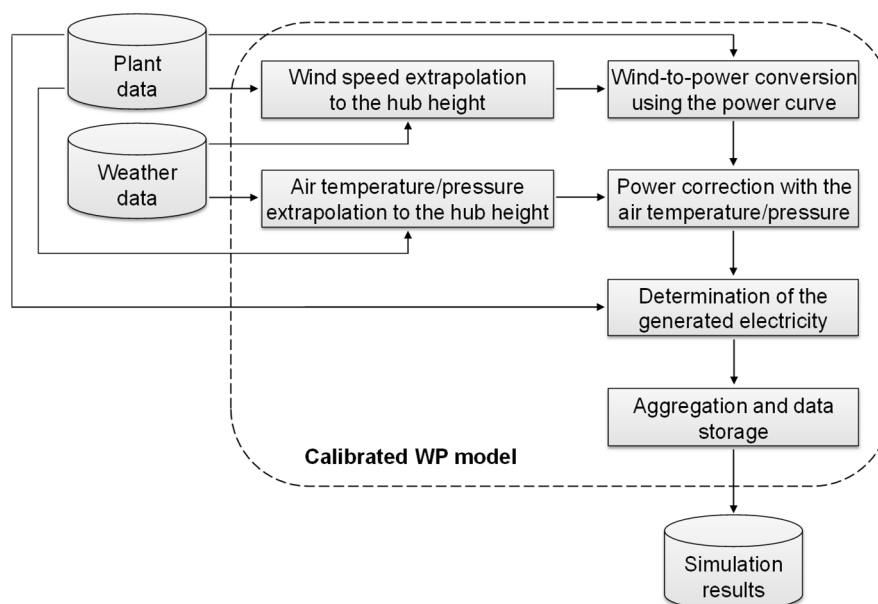 Plant
data
Wind speed extrapolation
to the hub height
Wind-to-power conversion
using the power curve
Weather
data
Air temperature/pressure
extrapolation to the hub height
Power correction with the
air temperature/pressure
Determination of the
generated electricity
Aggregation and data
storage
Calibrated WP model
Simulation
results